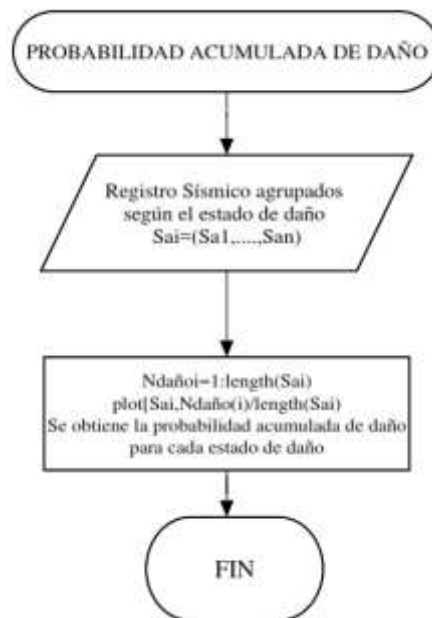 PROBABILIDAD ACUMULADA DE DAÑO
Registro Sísmico agrupados
según el estado de daño
Sai=(Sa1,....,San)
Ndañoi=1:length(Sai)
plot[Sai,Ndaño(i)/length(Sai)
Se obtiene la probabilidad acumulada de daño
para cada estado de daño
FIN